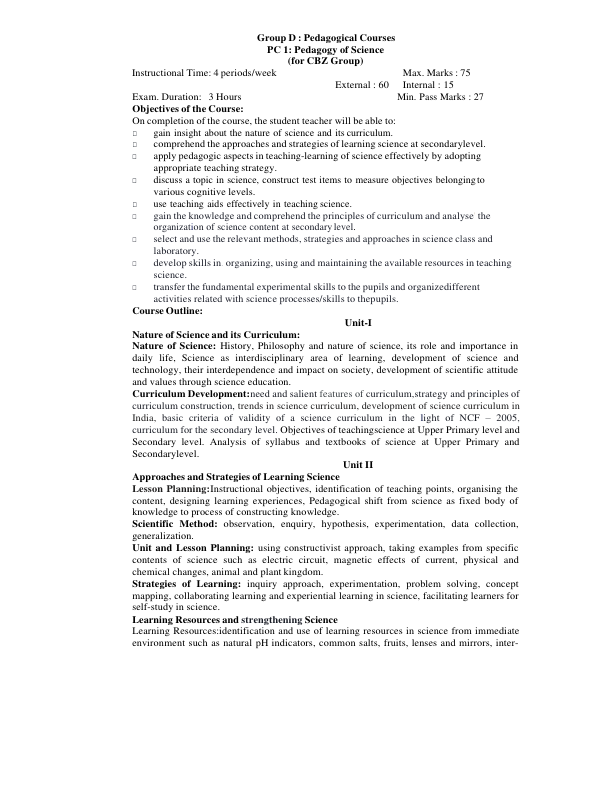 Group D : Pedagogical Courses
PC 1: Pedagogy of Science
(for CBZ Group)
Instructional Time: 4 periods/week Max. Marks : 75
External : 60 Internal : 15
Exam. Duration: 3 Hours Min. Pass Marks : 27
Objectives of the Course:
On completion of the course, the student teacher will be able to:
□ gain insight about the nature of science and its curriculum.
□ comprehend the approaches and strategies of learning science at secondarylevel.
□ apply pedagogic aspects in teaching-learning of science effectively by adopting
appropriate teaching strategy.
□ discuss a topic in science, construct test items to measure objectives belongingto
various cognitive levels.
□ use teaching aids effectively in teaching science.
□ gain the knowledge and comprehend the principles of curriculum and analyse the
organization of science content at secondary level.
□ select and use the relevant methods, strategies and approaches in science class and
laboratory.
□ develop skills in organizing, using and maintaining the available resources in teaching
science.
□ transfer the fundamental experimental skills to the pupils and organizedifferent
activities related with science processes/skills to thepupils.
Course Outline:
Unit-I
Nature of Science and its Curriculum:
Nature of Science: History, Philosophy and nature of science, its role and importance in
daily life, Science as interdisciplinary area of learning, development of science and
technology, their interdependence and impact on society, development of scientific attitude
and values through science education.
Curriculum Development:need and salient features of curriculum,strategy and principles of
curriculum construction, trends in science curriculum, development of science curriculum in
India, basic criteria of validity of a science curriculum in the light of NCF – 2005,
curriculum for the secondary level. Objectives of teachingscience at Upper Primary level and
Secondary level. Analysis of syllabus and textbooks of science at Upper Primary and
Secondarylevel.
Unit II
Approaches and Strategies of Learning Science
Lesson Planning:Instructional objectives, identification of teaching points, organising the
content, designing learning experiences, Pedagogical shift from science as fixed body of
knowledge to process of constructing knowledge.
Scientific Method: observation, enquiry, hypothesis, experimentation, data collection,
generalization.
Unit and Lesson Planning: using constructivist approach, taking examples from specific
contents of science such as electric circuit, magnetic effects of current, physical and
chemical changes, animal and plant kingdom.
Strategies of Learning: inquiry approach, experimentation, problem solving, concept
mapping, collaborating learning and experiential learning in science, facilitating learners for
self-study in science.
Learning Resources and strengthening Science
Learning Resources:identification and use of learning resources in science from immediate
environment such as natural pH indicators, common salts, fruits, lenses and mirrors, inter-